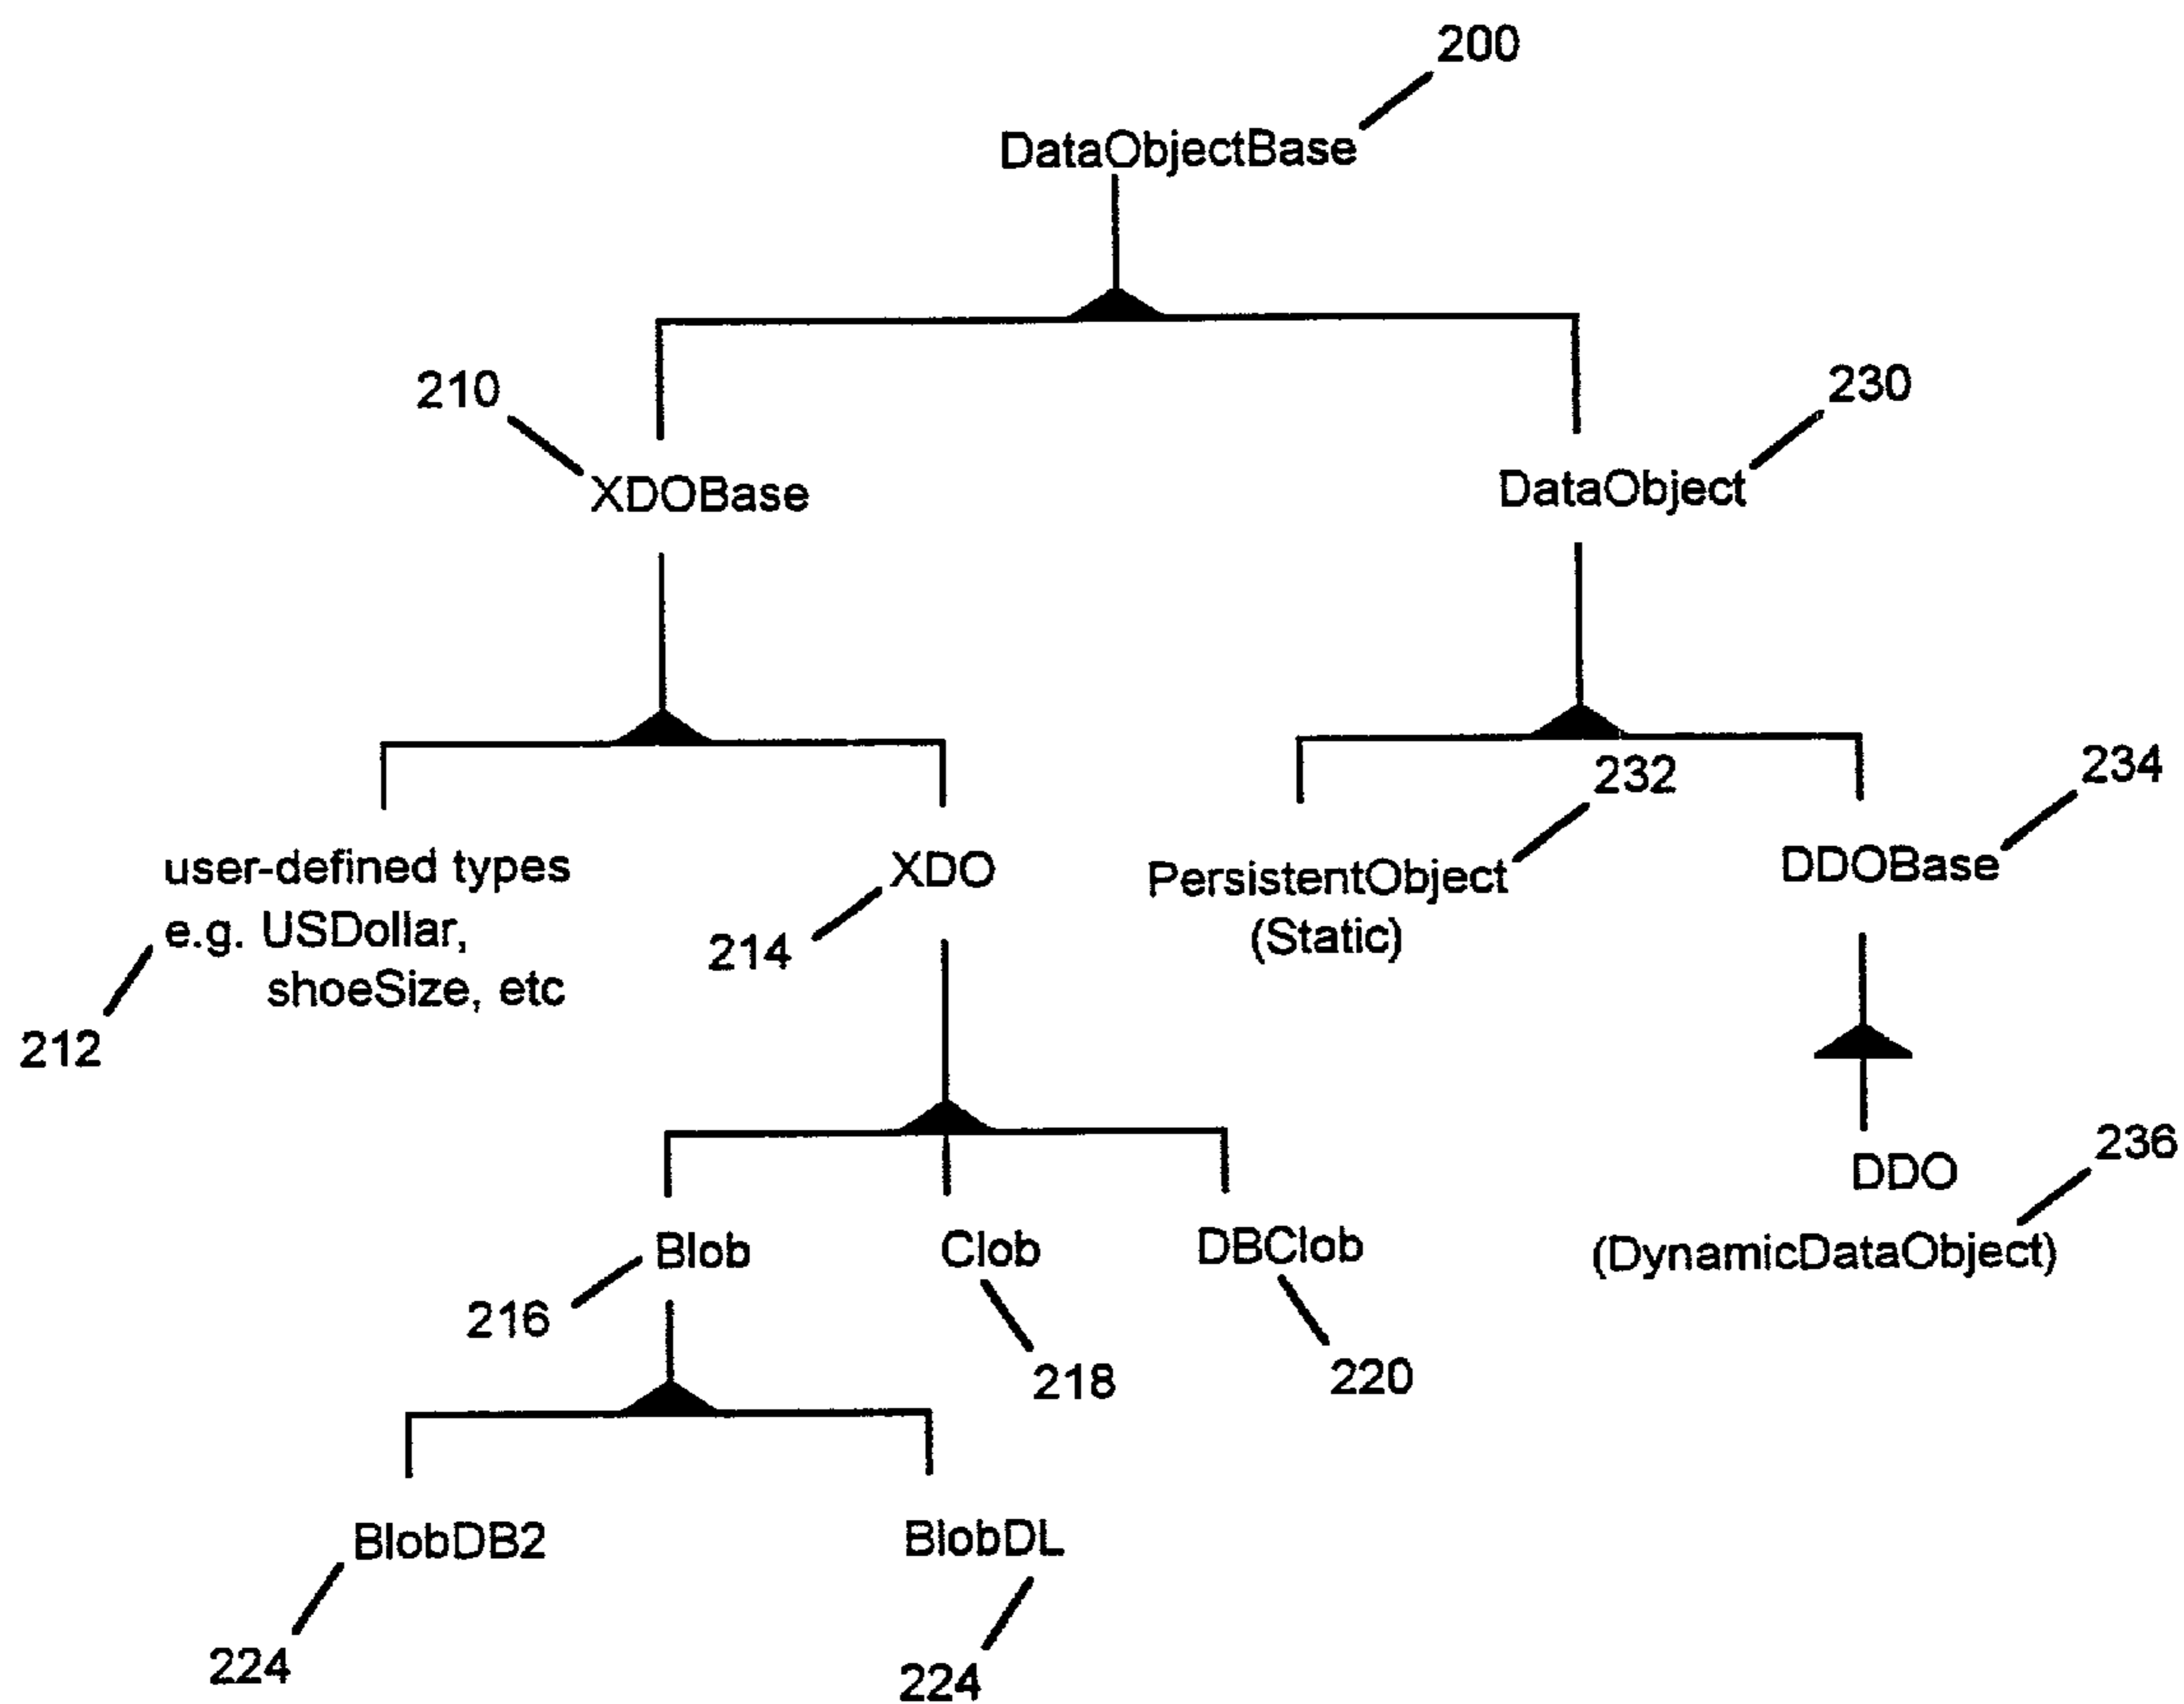 200
DataObjectBase
210
230
XDOBase
DataObject
232
234
user-defined types
e.g. USDollar,
shoeSize, etc
212
XDO
214
PersistentObject
(Static)
DDOBase
236
DDO
(DynamicDataObject)
Blob
216
Clob
218
DBClob
220
BlobDB2
224
BlobDL
224